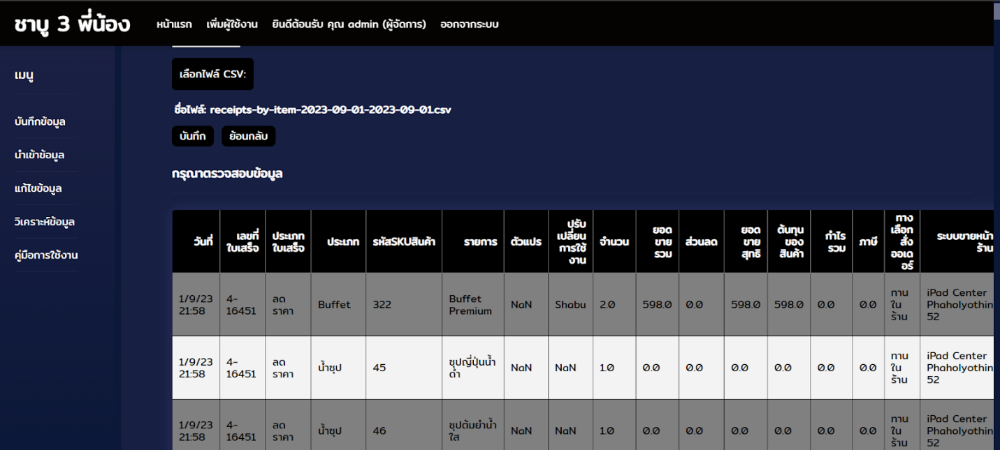 ชาบู 3 พี่น้อง หน้าแรก เพิ่มผู้ใช้งาน ยินดีต้อนรับ คุณ admin (ผู้จัดการ) ออกจากระบบ
เมนู
บันทึกข้อมูล
นำเข้าข้อมูล
แก้ไขข้อมูล
วิเคราะห์ข้อมูล
คู่มือการใช้งาน
เลือกไฟล์ CSV:
ชื่อไฟล์: receipts-by-item-2023-09-01-2023-09-01.csv
บันทึก ย้อนกลับ
กรุณาตรวจสอบข้อมูล
วันที่ เลขที่ใบเสร็จ ประเภทใบเสร็จ ประเภท รหัสSKUสินค้า รายการ ตัวแปร ปรับเปลี่ยนการใช้งาน จำนวน ยอดขายรวม ส่วนลด ยอดขายสุทธิ ต้นทุนของสินค้า กำไรรวม ภาษี ทางเลือกสั่งออเดอร์ ระบบขายหน้าร้าน
1/9/23 21:58 4-16451 ลดราคา Buffet 322 Buffet Premium NaN Shabu 2.0 598.0 0.0 598.0 598.0 0.0 0.0 ทานในร้าน iPad Center Phaholyothin 52
1/9/23 21:58 4-16451 ลดราคา น้ำซุป 45 ซุปญี่ปุ่นน้ำดำ NaN NaN 1.0 0.0 0.0 0.0 0.0 0.0 0.0 ทานในร้าน iPad Center Phaholyothin 52
1/9/23 21:58 4-16451 ลดราคา น้ำซุป 46 ซุปต้มยำน้ำใส NaN NaN 1.0 0.0 0.0 0.0 0.0 0.0 0.0 ทานในร้าน iPad Center Phaholyothin 52